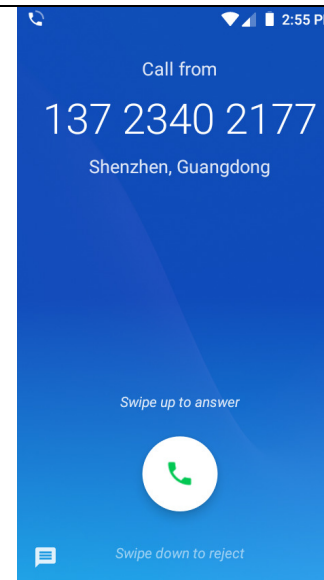 2:55 P
Call from
137 2340 2177
Shenzhen, Guangdong
Swipe up to answer
Swipe down to reject